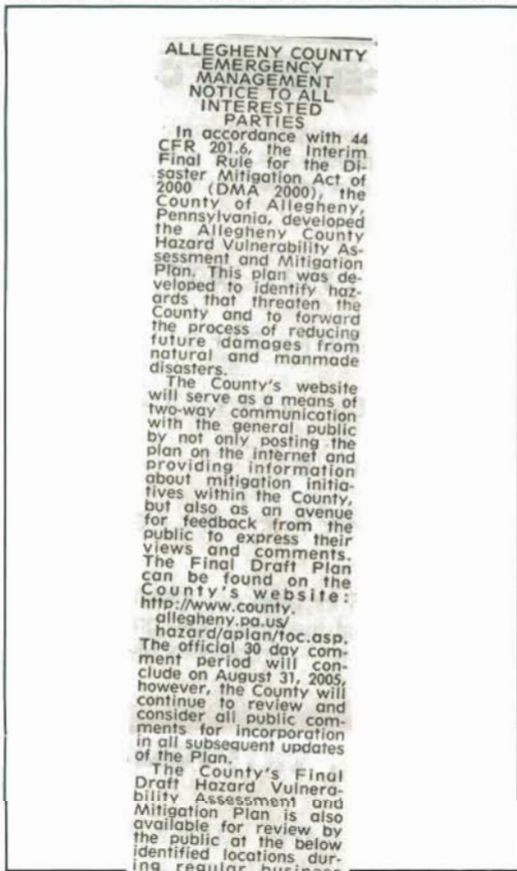 ALLEGHENY COUNTY
EMERGENCY
MANAGEMENT
NOTICE TO ALL
INTERESTED
PARTIES
In accordance with 44
CFR 201.6, the Interim
Final Rule for the Di-
saster Mitigation Act of
2000 (DMA 2000), the
County of Allegheny,
Pennsylvania, developed
the Allegheny County
Hazard Vulnerability As-
sessment and Mitigation
Plan. This plan was de-
veloped to identify haz-
ards that threaten the
County and to forward
the process of reducing
future damages from
natural and manmade
disasters.
The County's website
will serve as a means of
two-way communication
with the general public
by not only posting the
plan on the internet and
providing information
about mitigation initia-
tives within the County,
but also as an avenue
for feedback from the
public to express their
views and comments.
The Final Draft Plan
can be found on the
County's website:
http://www.county.
allegheny.pa.us/
hazard/aplan/toc.asp.
The official 30 day com-
ment period will con-
clude on August 31, 2005,
however, the County will
continue to review and
consider all public com-
ments for incorporation
in all subsequent updates
of the Plan.
The County's Final
Draft Hazard Vulnera-
bility Assessment and
Mitigation Plan is also
available for review by
the public at the below
identified locations dur-
ing regular business